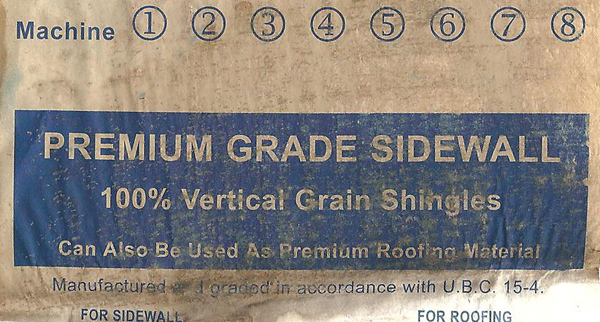 Machine ① ② ③ ④ ⑤ ⑥ ⑦ ⑧
PREMIUM GRADE SIDEWALL
100% Vertical Grain Shingles
Can Also Be Used As Premium Roofing Material
Manufactured and graded in accordance with U.B.C. 15-4.
FOR SIDEWALL FOR ROOFING